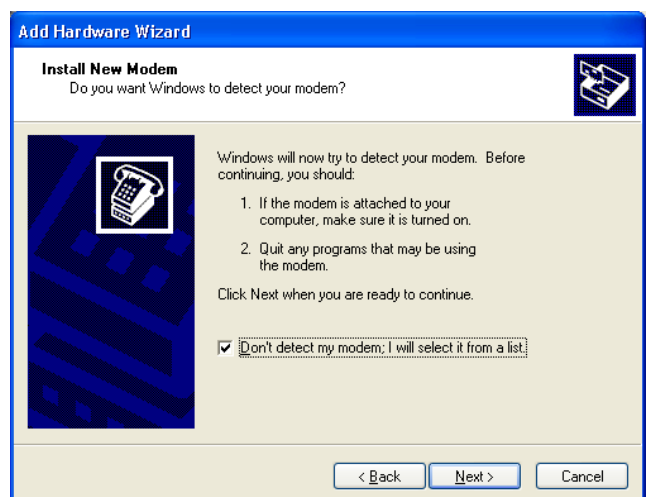 Add Hardware Wizard
Install New Modem
Do you want Windows to detect your modem?
Windows will now try to detect your modem. Before
continuing, you should:
1. If the modem is attached to your
computer, make sure it is turned on.
2. Quit any programs that may be using
the modem.
Click Next when you are ready to continue.
Don't detect my modem; I will select it from a list.
< Back Next > Cancel